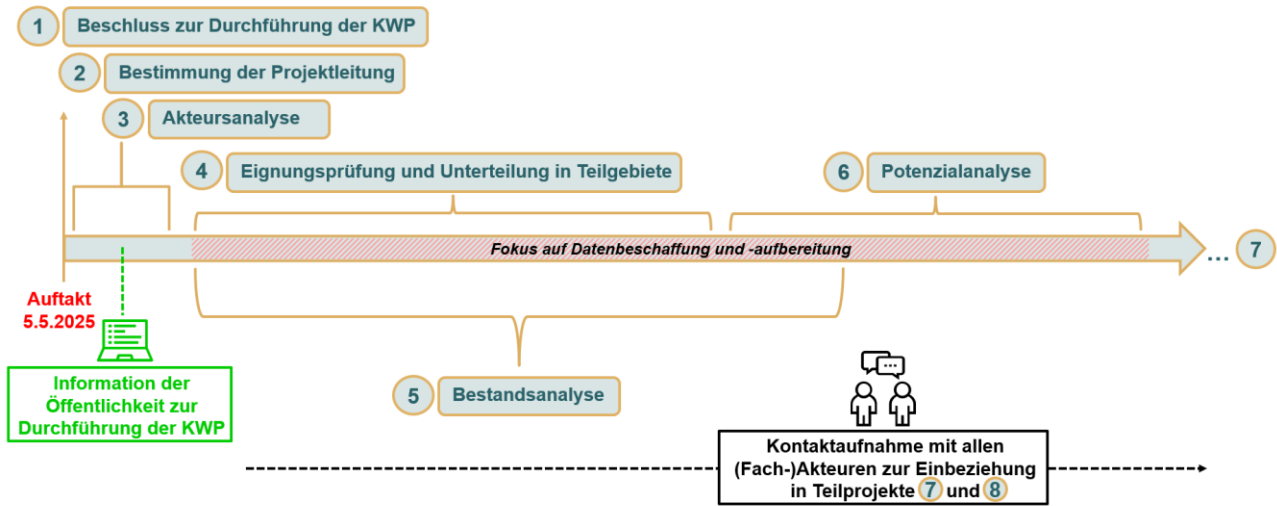 1 Beschluss zur Durchführung der KWP
2 Bestimmung der Projektleitung
3 Akteursanalyse
4 Eignungsprüfung und Unterteilung in Teilgebiete
6 Potenzialanalyse
Fokus auf Datenbeschaffung und -aufbereitung
... 7
Auftakt
5.5.2025
Information der
Öffentlichkeit zur
Durchführung der KWP
5 Bestandsanalyse
Kontaktaufnahme mit allen
(Fach-)Akteuren zur Einbeziehung
in Teilprojekte 7 und 8